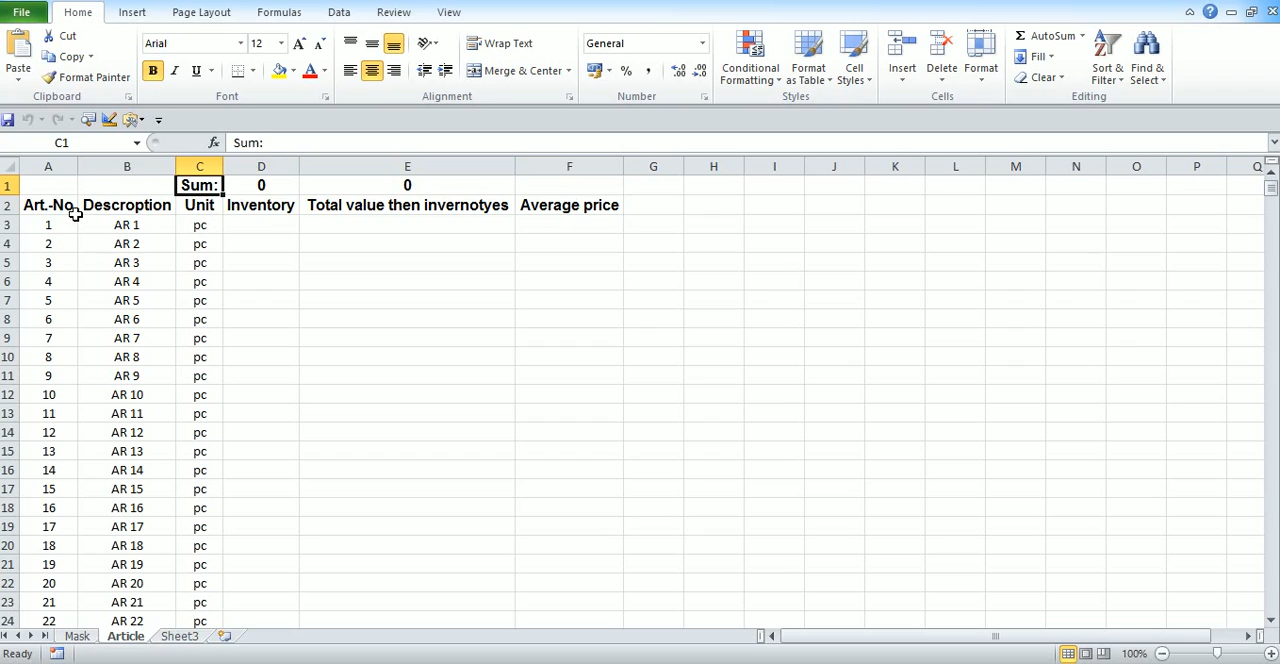 File Home Insert Page Layout Formulas Data Review View
Paste
Cut
Copy
Format Painter
Clipboard
Arial 12
B I U
Font
Wrap Text
Merge & Center
Alignment
General
%
Number
Conditional Formatting
Format as Table
Cell Styles
Styles
Insert
Delete
Format
Cells
AutoSum
Fill
Clear
Sort & Filter
Find & Select
Editing
C1 fx Sum:
A B C D E F G H I J K L M N O P Q
1 Sum: 0 0
2 Art.-No Descroption Unit Inventory Total value then invernotyes Average price
3 1 AR 1 pc
4 2 AR 2 pc
5 3 AR 3 pc
6 4 AR 4 pc
7 5 AR 5 pc
8 6 AR 6 pc
9 7 AR 7 pc
10 8 AR 8 pc
11 9 AR 9 pc
12 10 AR 10 pc
13 11 AR 11 pc
14 12 AR 12 pc
15 13 AR 13 pc
16 14 AR 14 pc
17 15 AR 15 pc
18 16 AR 16 pc
19 17 AR 17 pc
20 18 AR 18 pc
21 19 AR 19 pc
22 20 AR 20 pc
23 21 AR 21 pc
24 22 AR 22 pc
Mask Article Sheet3
Ready 100%